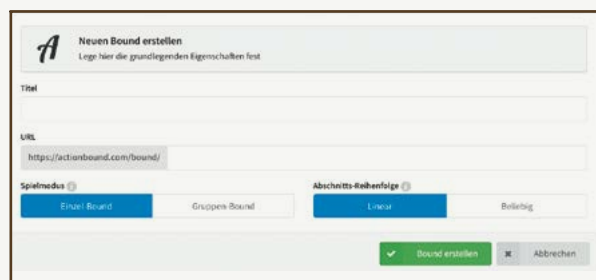 Neuen Bound erstellen
Lege hier die grundlegenden Eigenschaften fest
Titel
URL
https://actionbound.com/bound/
Spielmodus Abschnitts-Reihenfolge
Einzel-Bound Gruppen-Bound Linear Beliebig
Bound erstellen Abbrechen